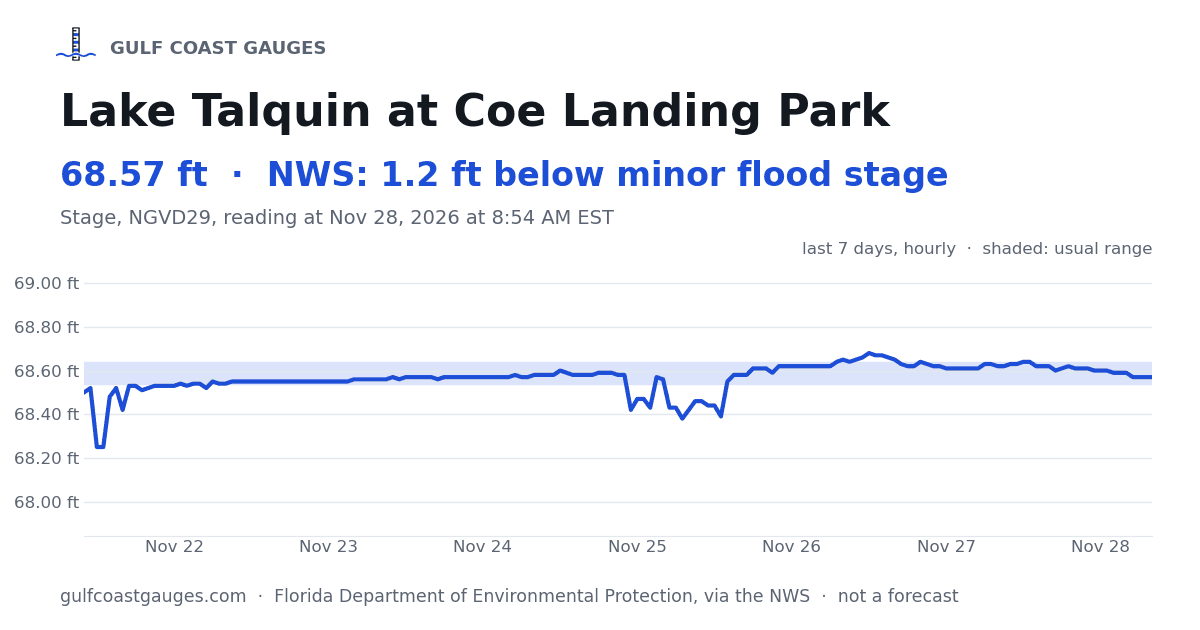 GULF COAST GAUGES
Lake Talquin at Coe Landing Park
68.57 ft · NWS: 1.2 ft below minor flood stage
Stage, NGVD29, reading at Nov 28, 2026 at 8:54 AM EST
last 7 days, hourly · shaded: usual range
69.00 ft
68.80 ft
68.60 ft
68.40 ft
68.20 ft
68.00 ft
Nov 22 Nov 23 Nov 24 Nov 25 Nov 26 Nov 27 Nov 28
gulfcoastgauges.com · Florida Department of Environmental Protection, via the NWS · not a forecast